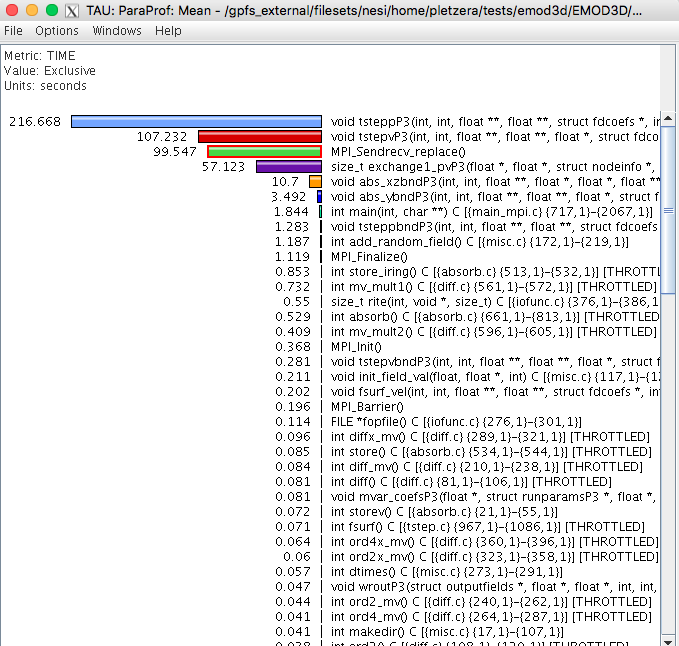 TAU: ParaProf: Mean - /gpfs_external/filesets/nesi/home/pletzera/tests/emod3d/EMOD3D/...
File Options Windows Help
Metric: TIME
Value: Exclusive
Units: seconds
216.668 void tsteppP3(int, int, float **, float **, struct fdcoefs *, in
107.232 void tstepvP3(int, int, float **, float **, float *, struct fdco
99.547 MPI_Sendrecv_replace()
57.123 size_t exchange1_pvP3(float *, float *, struct nodeinfo *,
10.7 void abs_xzbndP3(int, int, float **, float *, float *, float **
3.492 void abs_ybndP3(int, int, float **, float **, float *, struct f
1.844 int main(int, char **) C [{main_mpi.c} {717,1}-{2067,1}]
1.283 void tsteppbndP3(int, int, float **, float **, struct fdcoefs
1.187 int add_random_field() C [{misc.c} {172,1}-{219,1}]
1.119 MPI_Finalize()
0.853 int store_iring() C [{absorb.c} {513,1}-{532,1}] [THROTTL
0.732 int mv_mult1() C [{diff.c} {561,1}-{572,1}] [THROTTLED]
0.55 size_t rite(int, void *, size_t) C [{iofunc.c} {376,1}-{386,1
0.529 int absorb() C [{absorb.c} {661,1}-{813,1}] [THROTTLED]
0.409 int mv_mult2() C [{diff.c} {596,1}-{605,1}] [THROTTLED]
0.368 MPI_Init()
0.281 void tstepvbndP3(int, int, float **, float **, float *, struct f
0.211 void init_field_val(float, float *, int) C [{misc.c} {117,1}-{1
0.202 void fsurf_vel(int, int, float **, float **, struct fdcoefs *, int
0.196 MPI_Barrier()
0.114 FILE *fopfile() C [{iofunc.c} {276,1}-{301,1}]
0.096 int diffx_mv() C [{diff.c} {289,1}-{321,1}] [THROTTLED]
0.085 int store() C [{absorb.c} {534,1}-{544,1}] [THROTTLED]
0.084 int diff_mv() C [{diff.c} {210,1}-{238,1}] [THROTTLED]
0.081 int diff() C [{diff.c} {81,1}-{106,1}] [THROTTLED]
0.081 void mvar_coefsP3(float *, struct runparamsP3 *, float *,
0.072 int storev() C [{absorb.c} {21,1}-{55,1}]
0.071 int fsurf() C [{tstep.c} {967,1}-{1086,1}] [THROTTLED]
0.064 int ord4x_mv() C [{diff.c} {360,1}-{396,1}] [THROTTLED]
0.06 int ord2x_mv() C [{diff.c} {323,1}-{358,1}] [THROTTLED]
0.057 int dtimes() C [{misc.c} {273,1}-{291,1}]
0.047 void wroutP3(struct outputfields *, float *, float *, int, int,
0.044 int ord2_mv() C [{diff.c} {240,1}-{262,1}] [THROTTLED]
0.041 int ord4_mv() C [{diff.c} {264,1}-{287,1}] [THROTTLED]
0.041 int makedir() C [{misc.c} {17,1}-{107,1}]